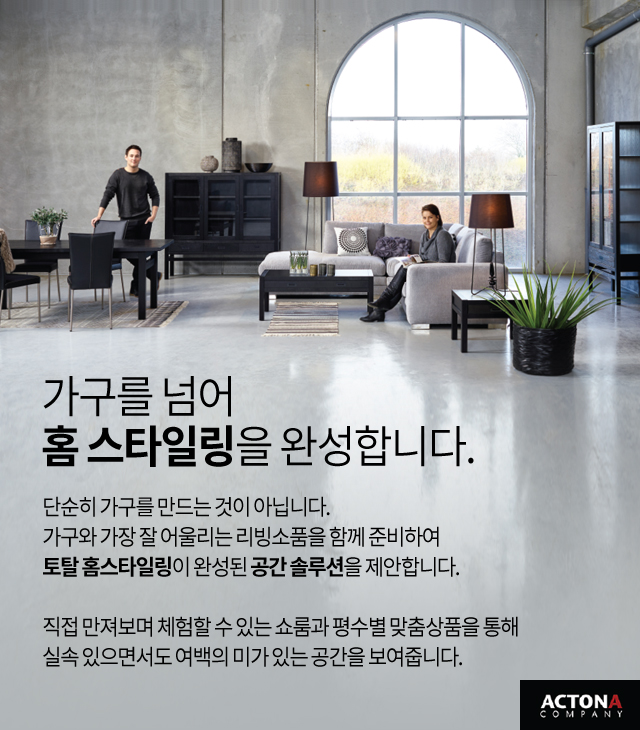 가구를 넘어
홈 스타일링을 완성합니다.
단순히 가구를 만드는 것이 아닙니다.
가구와 가장 잘 어울리는 리빙소품을 함께 준비하여
토탈 홈스타일링이 완성된 공간 솔루션을 제안합니다.
직접 만져보며 체험할 수 있는 쇼룸과 평수별 맞춤상품을 통해
실속 있으면서도 여백의 미가 있는 공간을 보여줍니다.
ACTONA
COMPANY